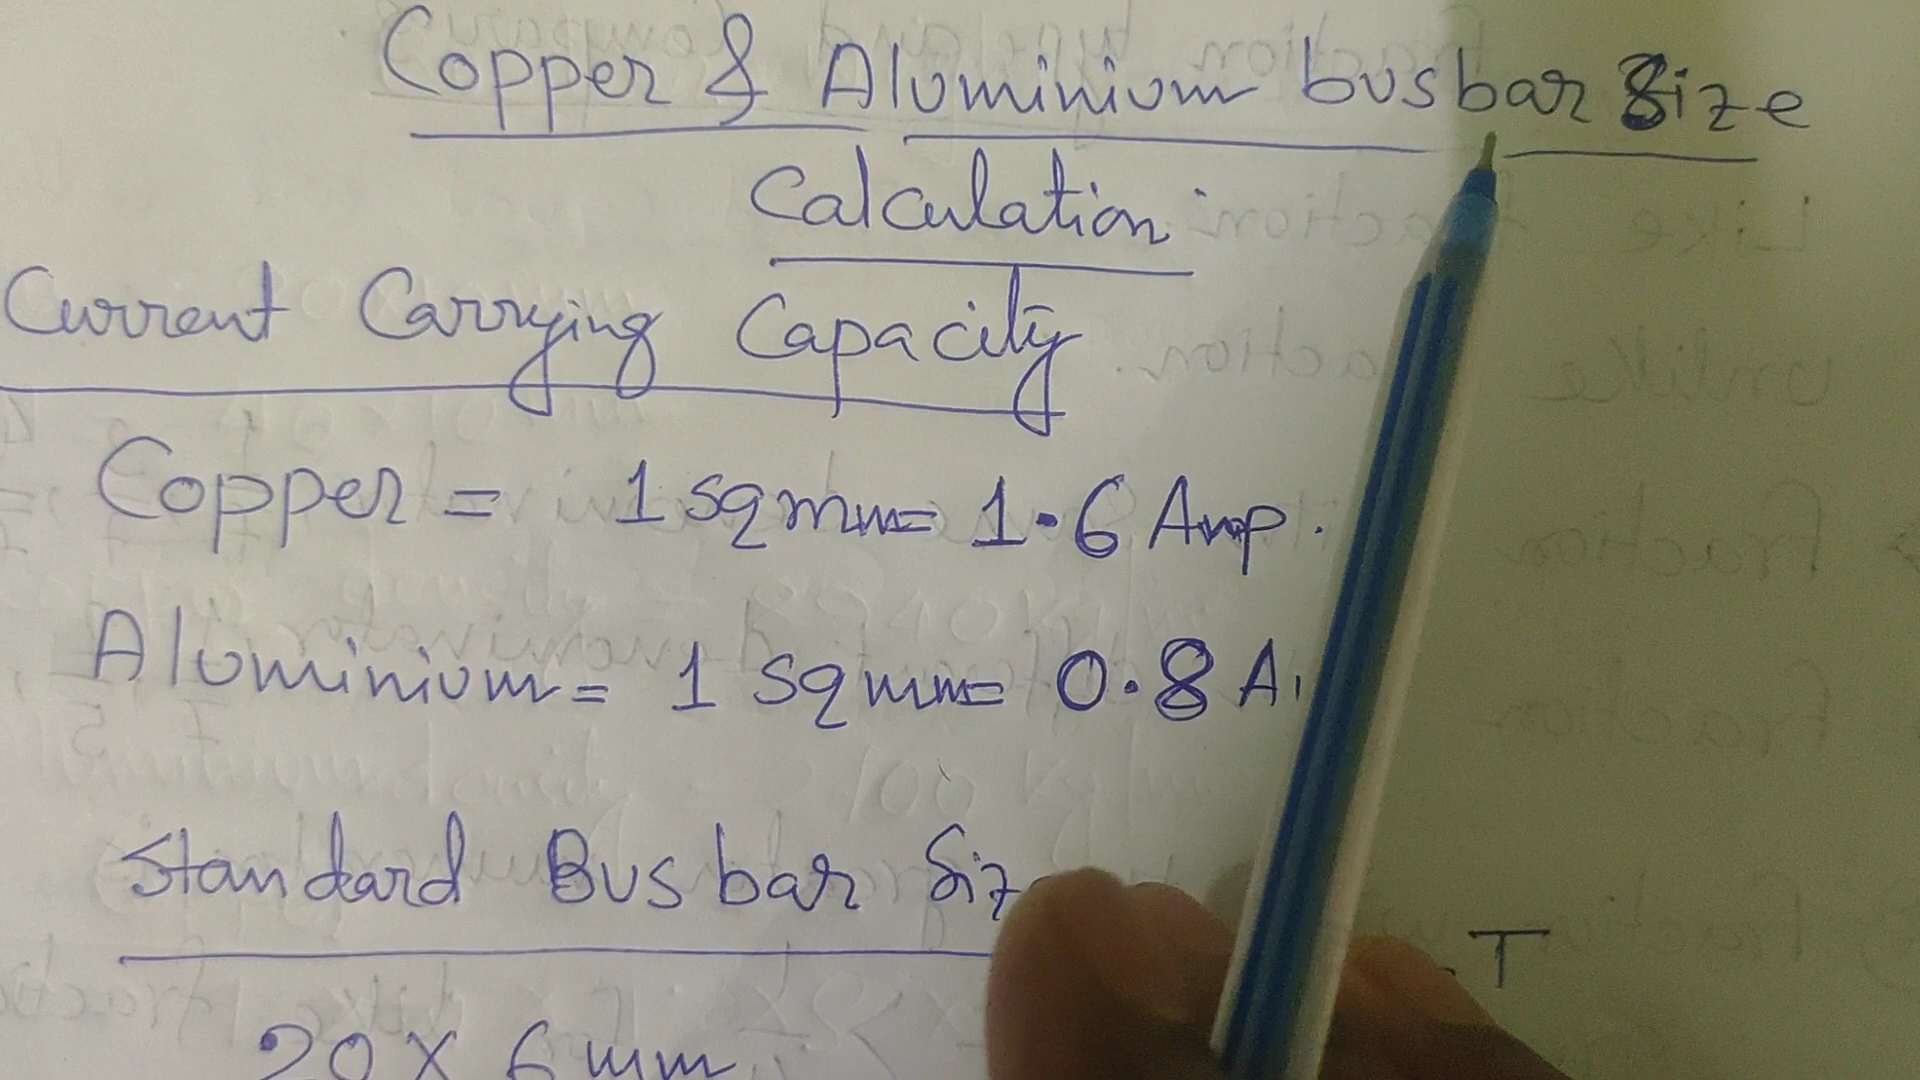 Copper & Aluminium busbar Size
Calculation
Current Carrying Capacity
Copper = 1 sqmm = 1.6 Amp.
Aluminium = 1 sqmm = 0.8 A
Standard Bus bar Siz
20 X 6 mm
T